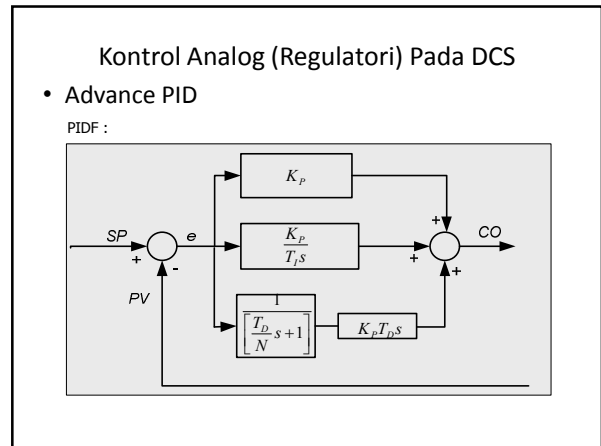 Kontrol Analog (Regulatori) Pada DCS
• Advance PID
PIDF :
K_P
SP
e
K_P
T_I s
CO
+
-
+
+
+
PV
1
[T_D/N s+1]
K_P T_D s